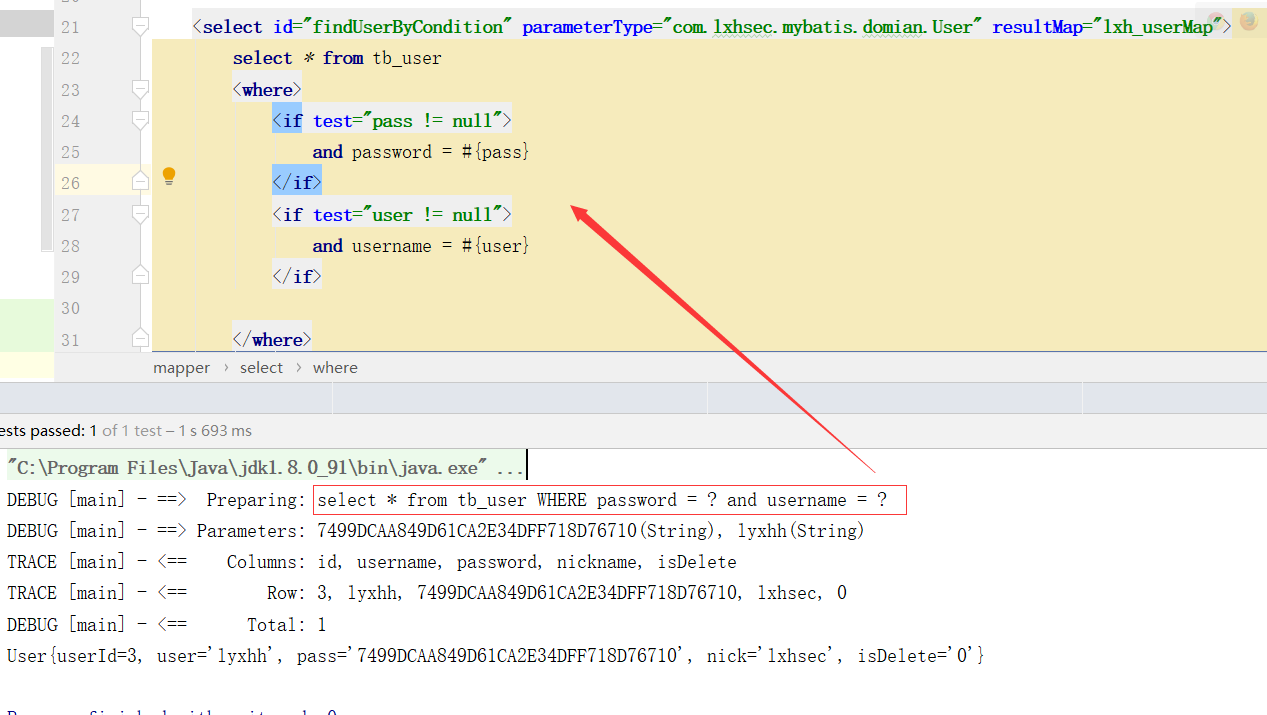 21 <select id="findUserByCondition" parameterType="com.lxhsec.mybatis.domian.User" resultMap="lxh_userMap">
22 select * from tb_user
23 <where>
24 <if test="pass != null">
25 and password = #{pass}
26 </if>
27 <if test="user != null">
28 and username = #{user}
29 </if>
30
31 </where>
mapper › select › where
ests passed: 1 of 1 test – 1 s 693 ms
"C:\Program Files\Java\jdk1.8.0_91\bin\java.exe" ...
DEBUG [main] - ==>  Preparing: select * from tb_user WHERE password = ? and username = ?
DEBUG [main] - ==> Parameters: 7499DCAA849D61CA2E34DFF718D76710(String), lyxhh(String)
TRACE [main] - <==    Columns: id, username, password, nickname, isDelete
TRACE [main] - <==        Row: 3, lyxhh, 7499DCAA849D61CA2E34DFF718D76710, lxhsec, 0
DEBUG [main] - <==      Total: 1
User{userId=3, user='lyxhh', pass='7499DCAA849D61CA2E34DFF718D76710', nick='lxhsec', isDelete='0'}